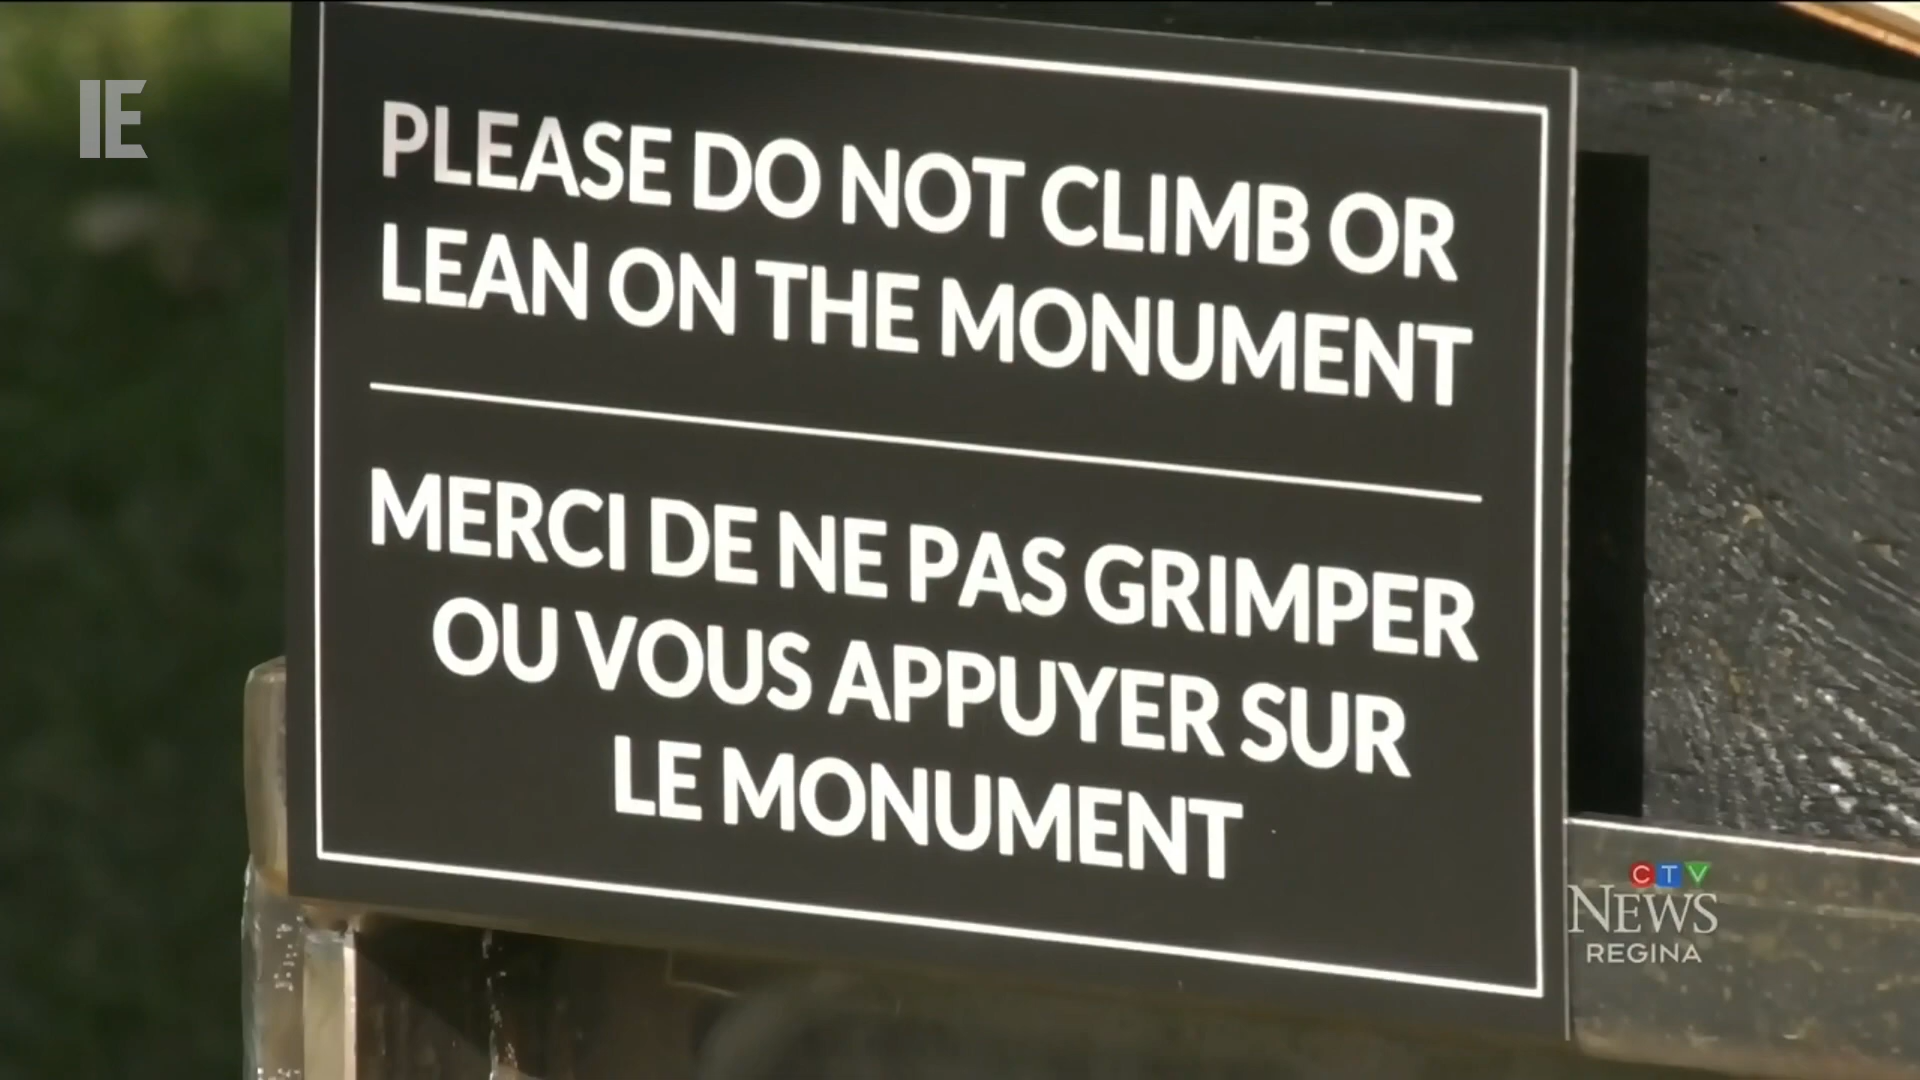 IE
PLEASE DO NOT CLIMB OR
LEAN ON THE MONUMENT
MERCI DE NE PAS GRIMPER
OU VOUS APPUYER SUR
LE MONUMENT
CTV
NEWS
REGINA